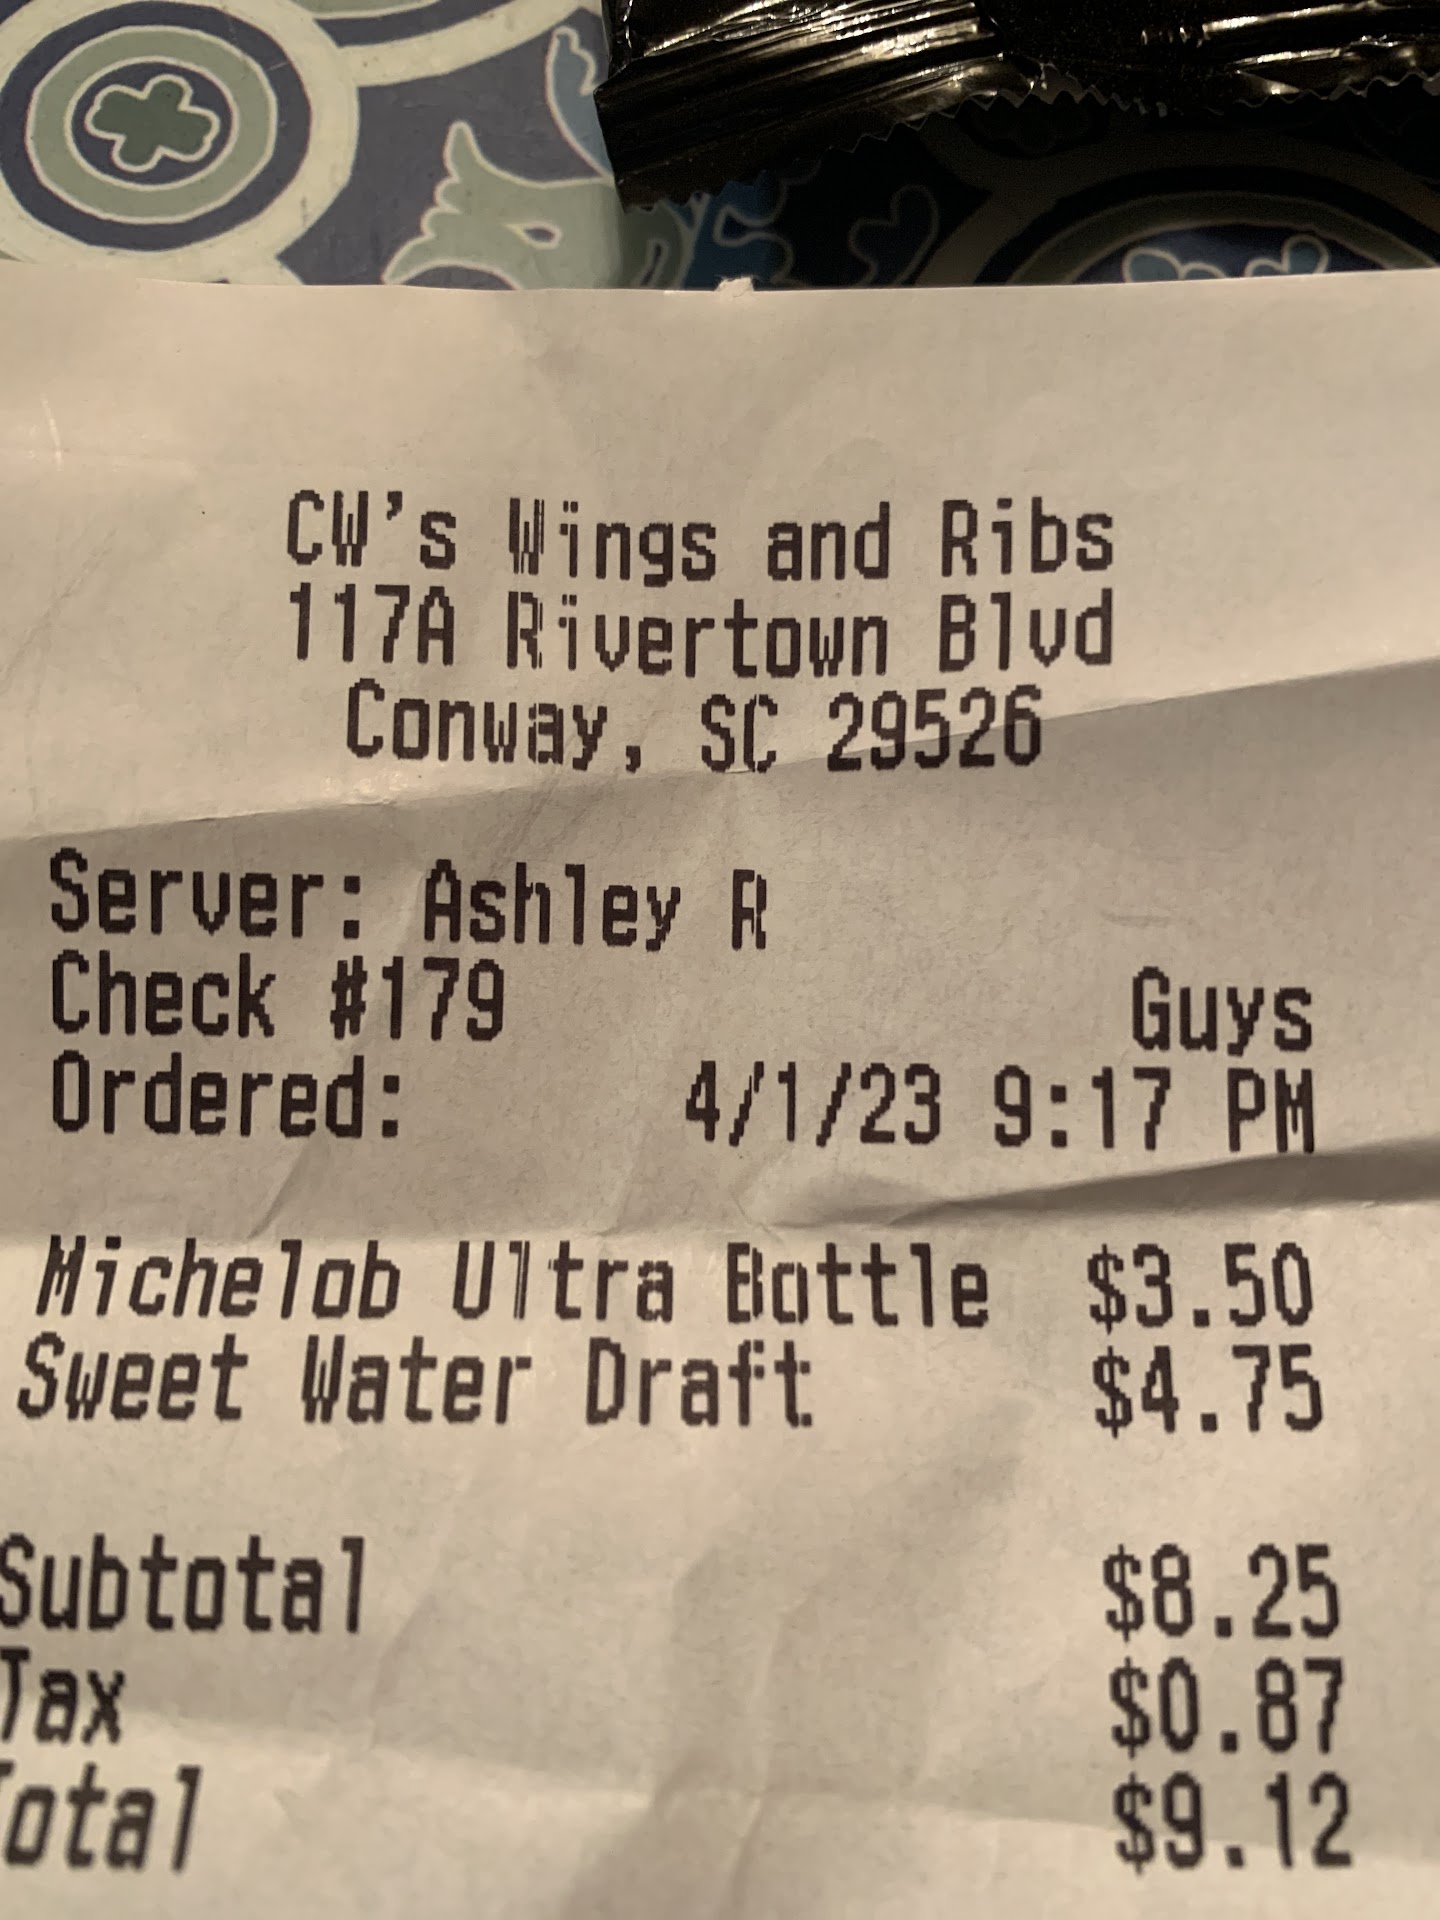 CW's Wings and Ribs
117A Rivertown Blvd
Conway, SC 29526
Server: Ashley R
Check #179 Guys
Ordered: 4/1/23 9:17 PM
Michelob Ultra Bottle $3.50
Sweet Water Draft $4.75
Subtotal $8.25
Tax $0.87
Total $9.12